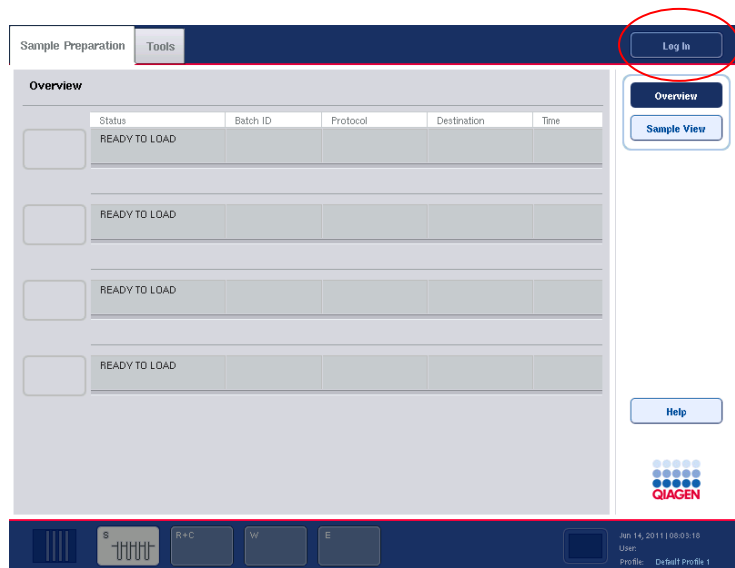 Sample Preparation Tools Log In
Overview
Overview
Sample View
Status Batch ID Protocol Destination Time
READY TO LOAD
READY TO LOAD
READY TO LOAD
READY TO LOAD
Help
QIAGEN
S R+C W E
Jun 14, 2011 | 08:03:18
User:
Profile: Default Profile 1